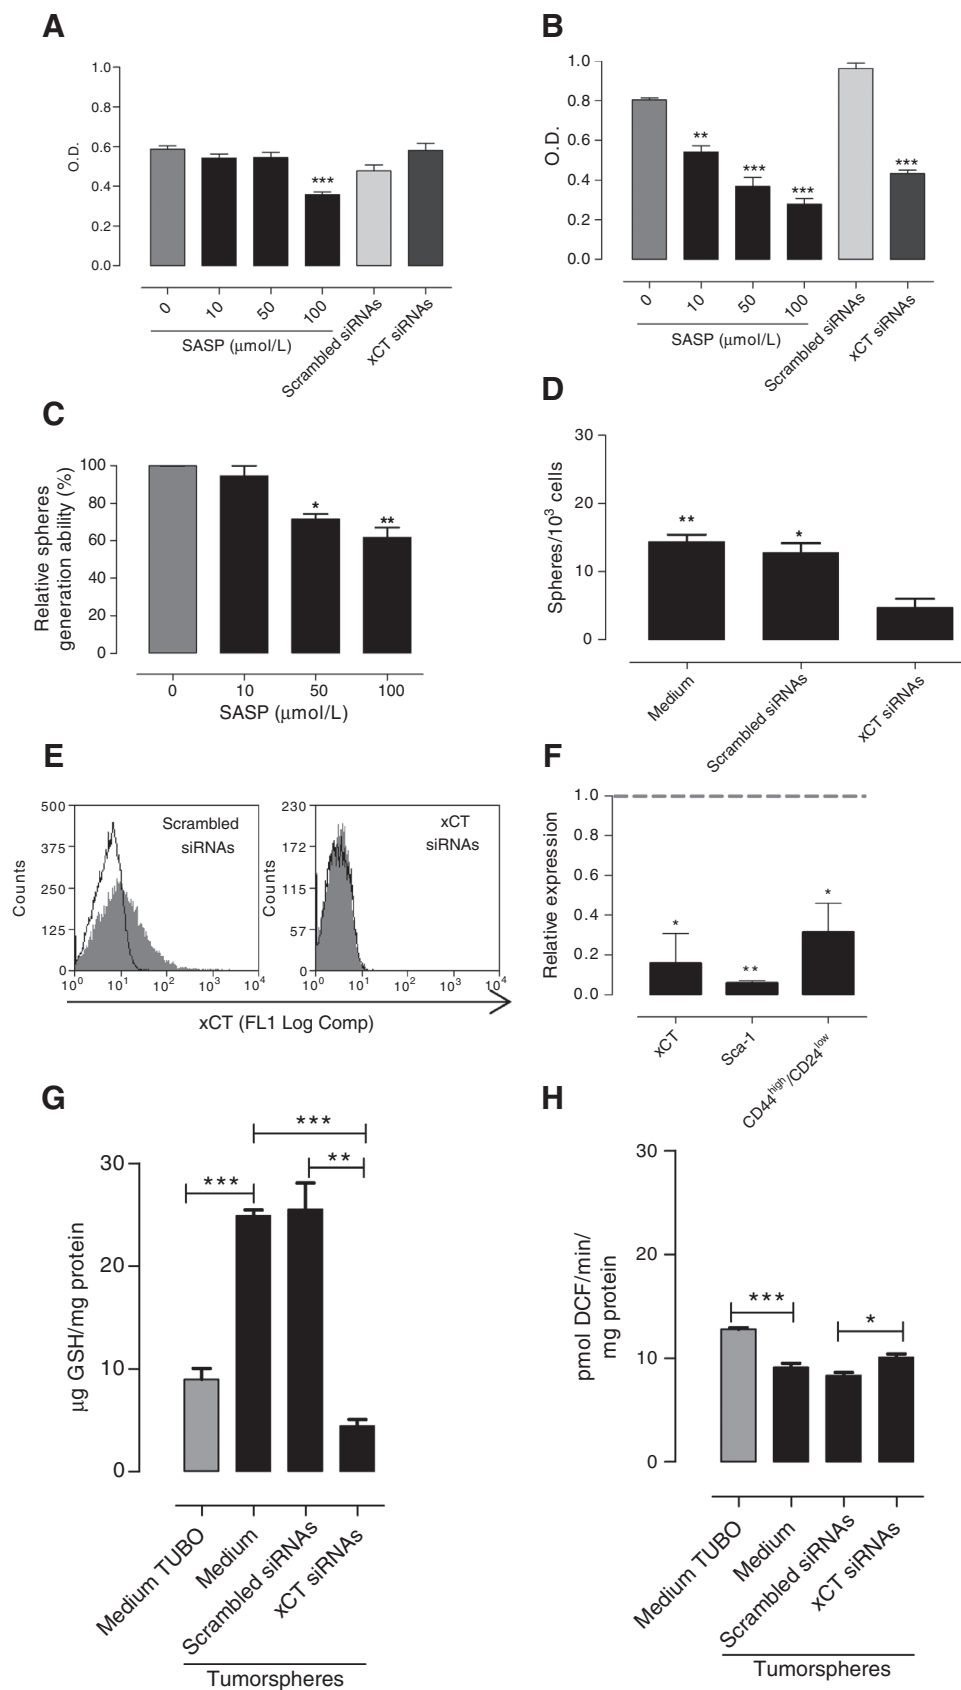 A
1.0
0.8
0.6
0.4
0.2
0.0
O.D.
***
0
10
50
100
Scrambled siRNAs
xCT siRNAs
SASP (μmol/L)
B
1.0
0.8
0.6
0.4
0.2
0.0
O.D.
**
***
***
***
0
10
50
100
Scrambled siRNAs
xCT siRNAs
SASP (μmol/L)
C
100
80
60
40
20
0
Relative spheres
generation ability (%)
*
**
0
10
50
100
SASP (μmol/L)
D
30
20
10
0
Spheres/10³ cells
**
*
Medium
Scrambled siRNAs
xCT siRNAs
E
500
375
250
125
0
Counts
Scrambled
siRNAs
10⁰ 10¹ 10² 10³ 10⁴
230
172
115
57
0
Counts
xCT
siRNAs
10⁰ 10¹ 10² 10³ 10⁴
xCT (FL1 Log Comp)
F
1.0
0.8
0.6
0.4
0.2
0.0
Relative expression
*
**
*
xCT
Sca-1
CD44high/CD24low
G
30
20
10
0
μg GSH/mg protein
***
**
***
Medium TUBO
Medium
Scrambled siRNAs
xCT siRNAs
Tumorspheres
H
30
20
10
0
pmol DCF/min/
mg protein
***
*
Medium TUBO
Medium
Scrambled siRNAs
xCT siRNAs
Tumorspheres